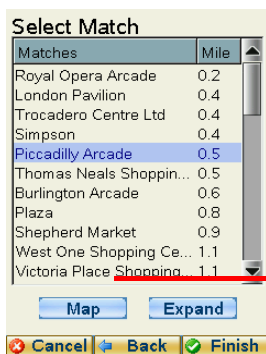 Select Match
Matches Mile
Royal Opera Arcade 0.2
London Pavilion 0.4
Trocadero Centre Ltd 0.4
Simpson 0.4
Piccadilly Arcade 0.5
Thomas Neals Shoppin... 0.5
Burlington Arcade 0.6
Plaza 0.8
Shepherd Market 0.9
West One Shopping Ce... 1.1
Victoria Place Shopping... 1.1
Map Expand
Cancel Back Finish